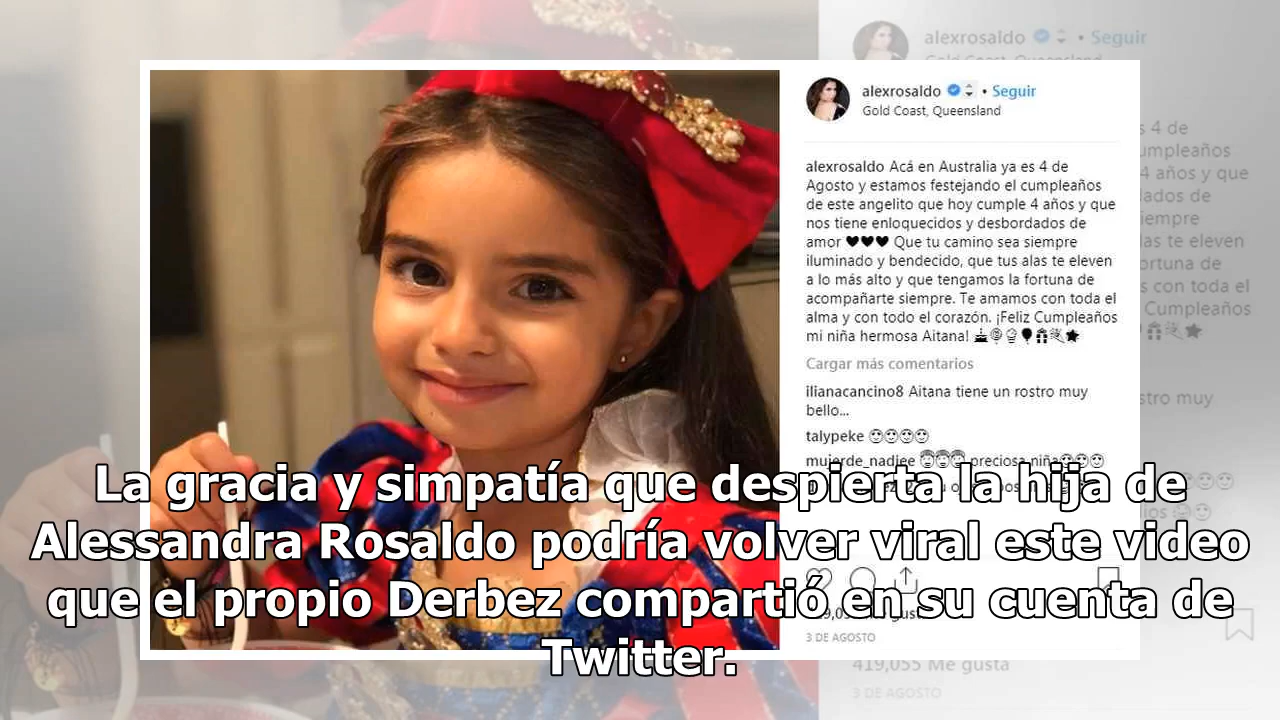 alexrosaldo • Seguir
Gold Coast, Queensland
alexrosaldo • Seguir
Gold Coast, Queensland
alexrosaldo Acá en Australia ya es 4 de
Agosto y estamos festejando el cumpleaños
de este angelito que hoy cumple 4 años y que
nos tiene enloquecidos y desbordados de
amor ♥♥♥ Que tu camino sea siempre
iluminado y bendecido, que tus alas te eleven
a lo más alto y que tengamos la fortuna de
acompañarte siempre. Te amamos con toda el
alma y con todo el corazón. ¡Feliz Cumpleaños
mi niña hermosa Aitana!
Cargar más comentarios
ilianacancino8 Aitana tiene un rostro muy
bello...
talypeke
mujerde_nadiee preciosa niña
La gracia y simpatía que despierta la hija de
Alessandra Rosaldo podría volver viral este video
que el propio Derbez compartió en su cuenta de
Twitter.
3 DE AGOSTO
419,055 Me gusta
3 DE AGOSTO